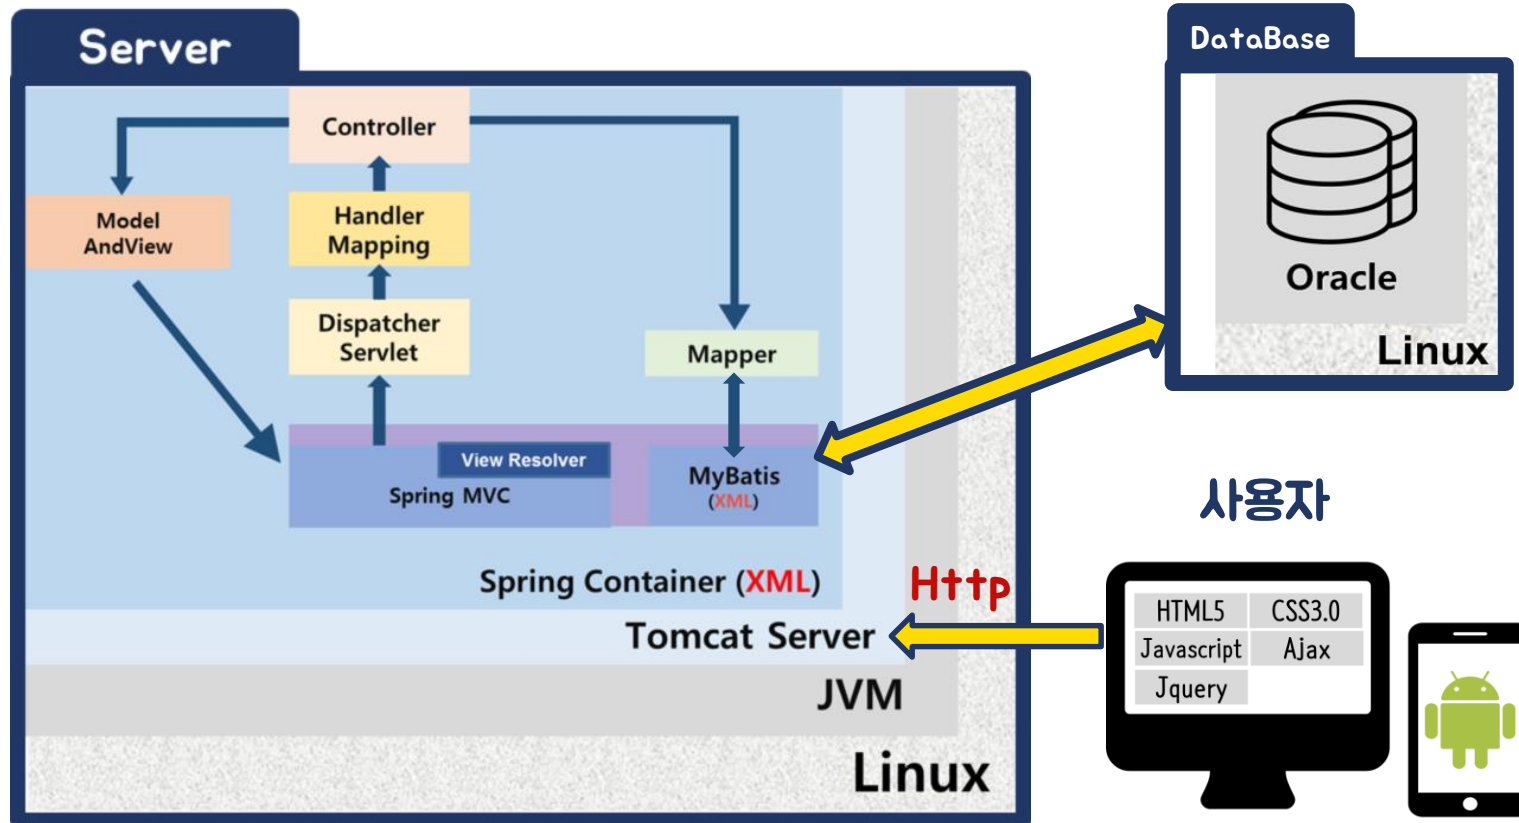 Server
Controller
Model
AndView
Handler
Mapping
Dispatcher
Servlet
Mapper
View Resolver
Spring MVC
MyBatis
(XML)
Spring Container (XML)
Tomcat Server
JVM
Linux
DataBase
Oracle
Linux
사용자
Http
HTML5 CSS3.0
Javascript Ajax
Jquery